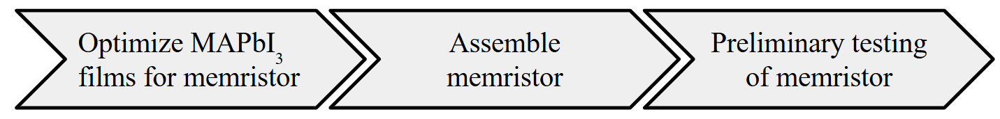 Optimize MAPbI₃
films for memristor
Assemble
memristor
Preliminary testing
of memristor